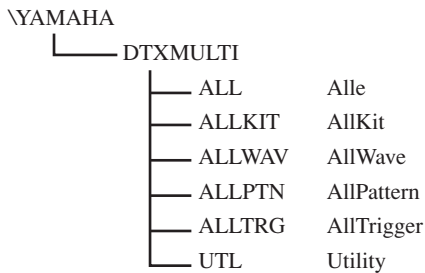 \YAMAHA
DTXMULTI
ALL Alle
ALLKIT AllKit
ALLWAV AllWave
ALLPTN AllPattern
ALLTRG AllTrigger
UTL Utility